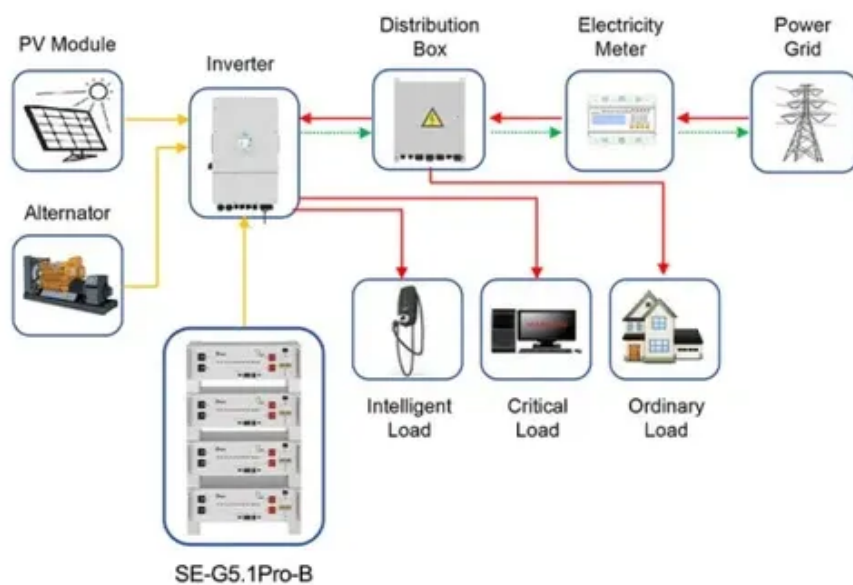 PV Module
Inverter
Distribution
Box
Electricity
Meter
Power
Grid
Alternator
Intelligent
Load
Critical
Load
Ordinary
Load
SE-G5.1Pro-B